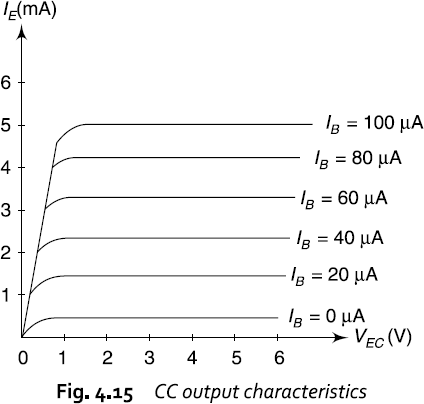 I_E(mA)
6
5
4
3
2
1
I_B = 100 μA
I_B = 80 μA
I_B = 60 μA
I_B = 40 μA
I_B = 20 μA
I_B = 0 μA
0 1 2 3 4 5 6
V_EC (V)
Fig. 4.15 CC output characteristics